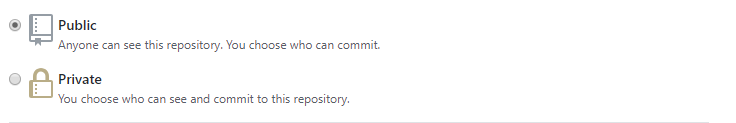 Public
Anyone can see this repository. You choose who can commit.
Private
You choose who can see and commit to this repository.